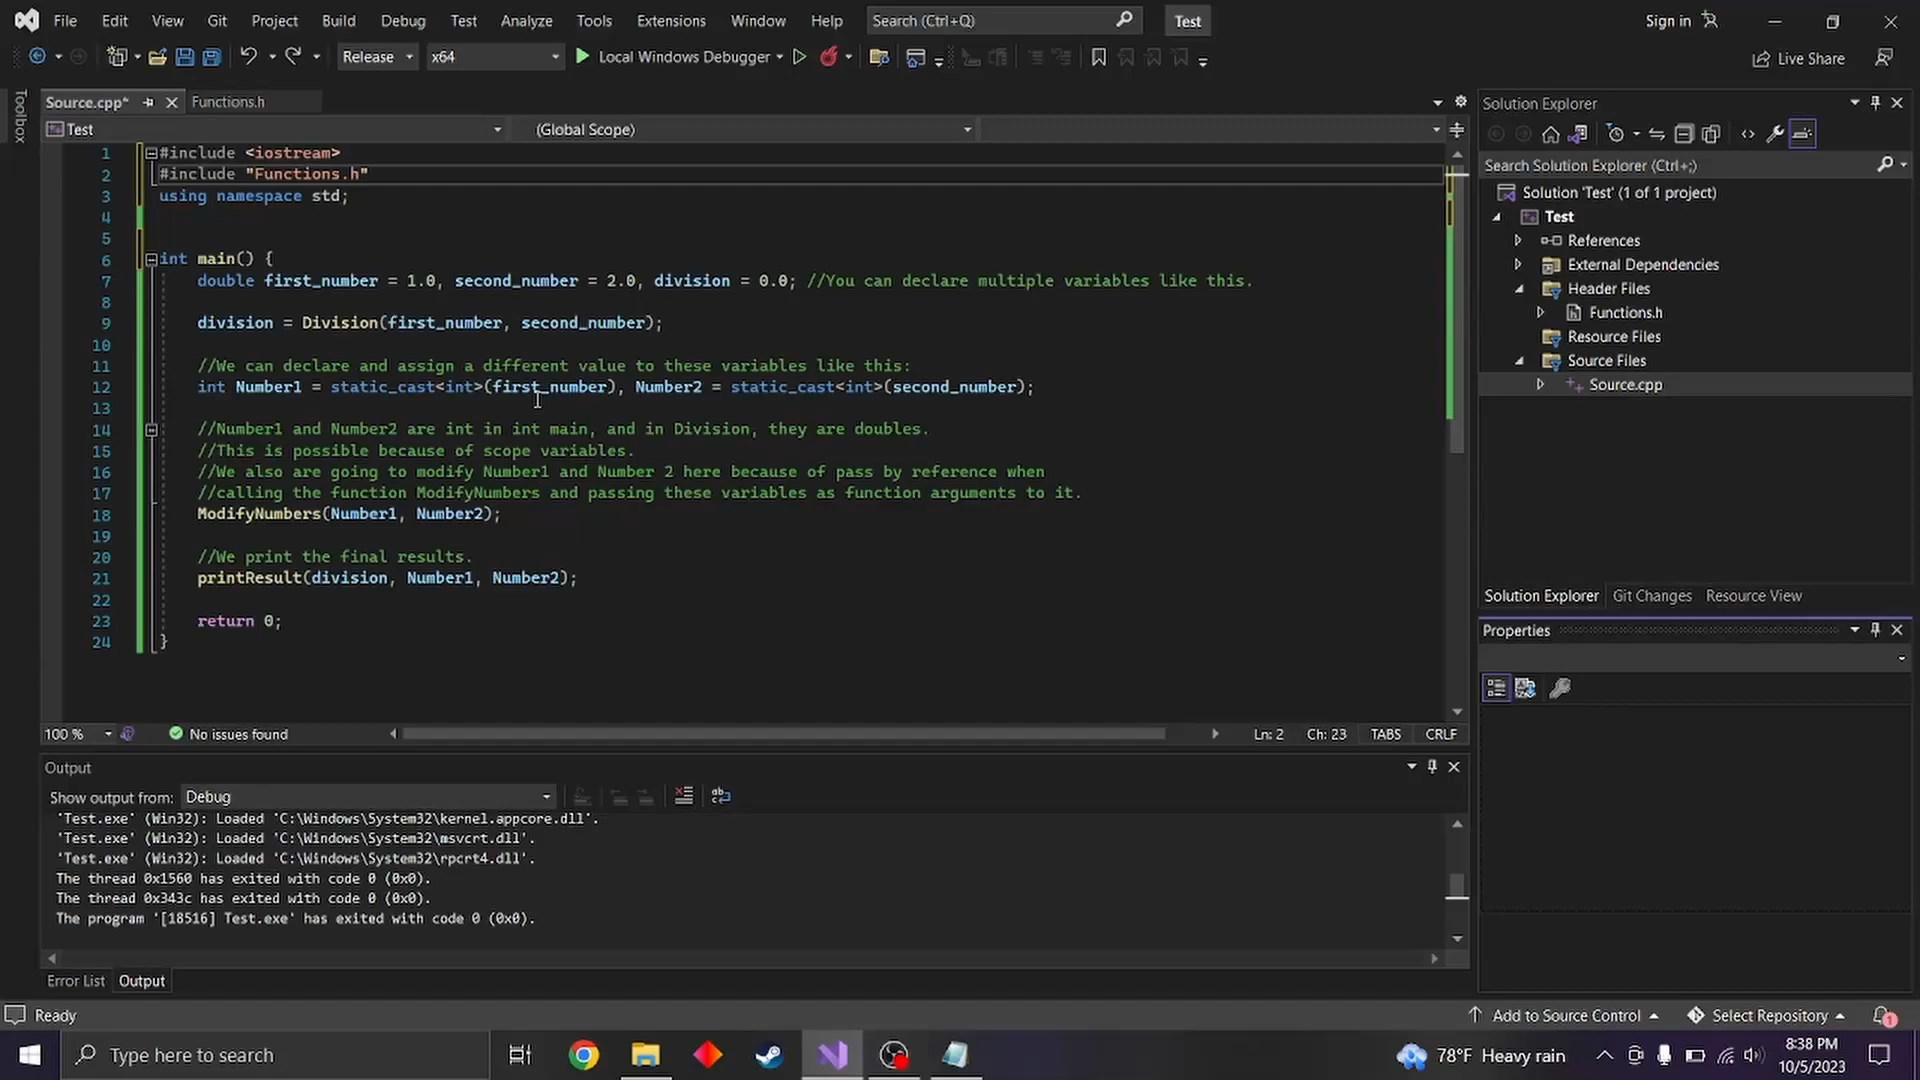 File Edit View Git Project Build Debug Test Analyze Tools Extensions Window Help Search (Ctrl+Q) Test Sign in
Release x64 Local Windows Debugger Live Share
Toolbox
Source.cpp* Functions.h
Test (Global Scope)
1 #include <iostream>
2 #include "Functions.h"
3 using namespace std;
4
5
6 int main() {
7 double first_number = 1.0, second_number = 2.0, division = 0.0; //You can declare multiple variables like this.
8
9 division = Division(first_number, second_number);
10
11 //We can declare and assign a different value to these variables like this:
12 int Number1 = static_cast<int>(first_number), Number2 = static_cast<int>(second_number);
13
14 //Number1 and Number2 are int in int main, and in Division, they are doubles.
15 //This is possible because of scope variables.
16 //We also are going to modify Number1 and Number 2 here because of pass by reference when
17 //calling the function ModifyNumbers and passing these variables as function arguments to it.
18 ModifyNumbers(Number1, Number2);
19
20 //We print the final results.
21 printResult(division, Number1, Number2);
22
23 return 0;
24 }
100 % No issues found Ln: 2 Ch: 23 TABS CRLF
Output
Show output from: Debug
'Test.exe' (Win32): Loaded 'C:\Windows\System32\kernel.appcore.dll'.
'Test.exe' (Win32): Loaded 'C:\Windows\System32\msvcrt.dll'.
'Test.exe' (Win32): Loaded 'C:\Windows\System32\rpcrt4.dll'.
The thread 0x1560 has exited with code 0 (0x0).
The thread 0x343c has exited with code 0 (0x0).
The program '[18516] Test.exe' has exited with code 0 (0x0).
Error List Output
Solution Explorer
Search Solution Explorer (Ctrl+;)
Solution 'Test' (1 of 1 project)
Test
References
External Dependencies
Header Files
Functions.h
Resource Files
Source Files
Source.cpp
Solution Explorer Git Changes Resource View
Properties
Ready Add to Source Control Select Repository 1
Type here to search 78°F Heavy rain 8:38 PM
10/5/2023